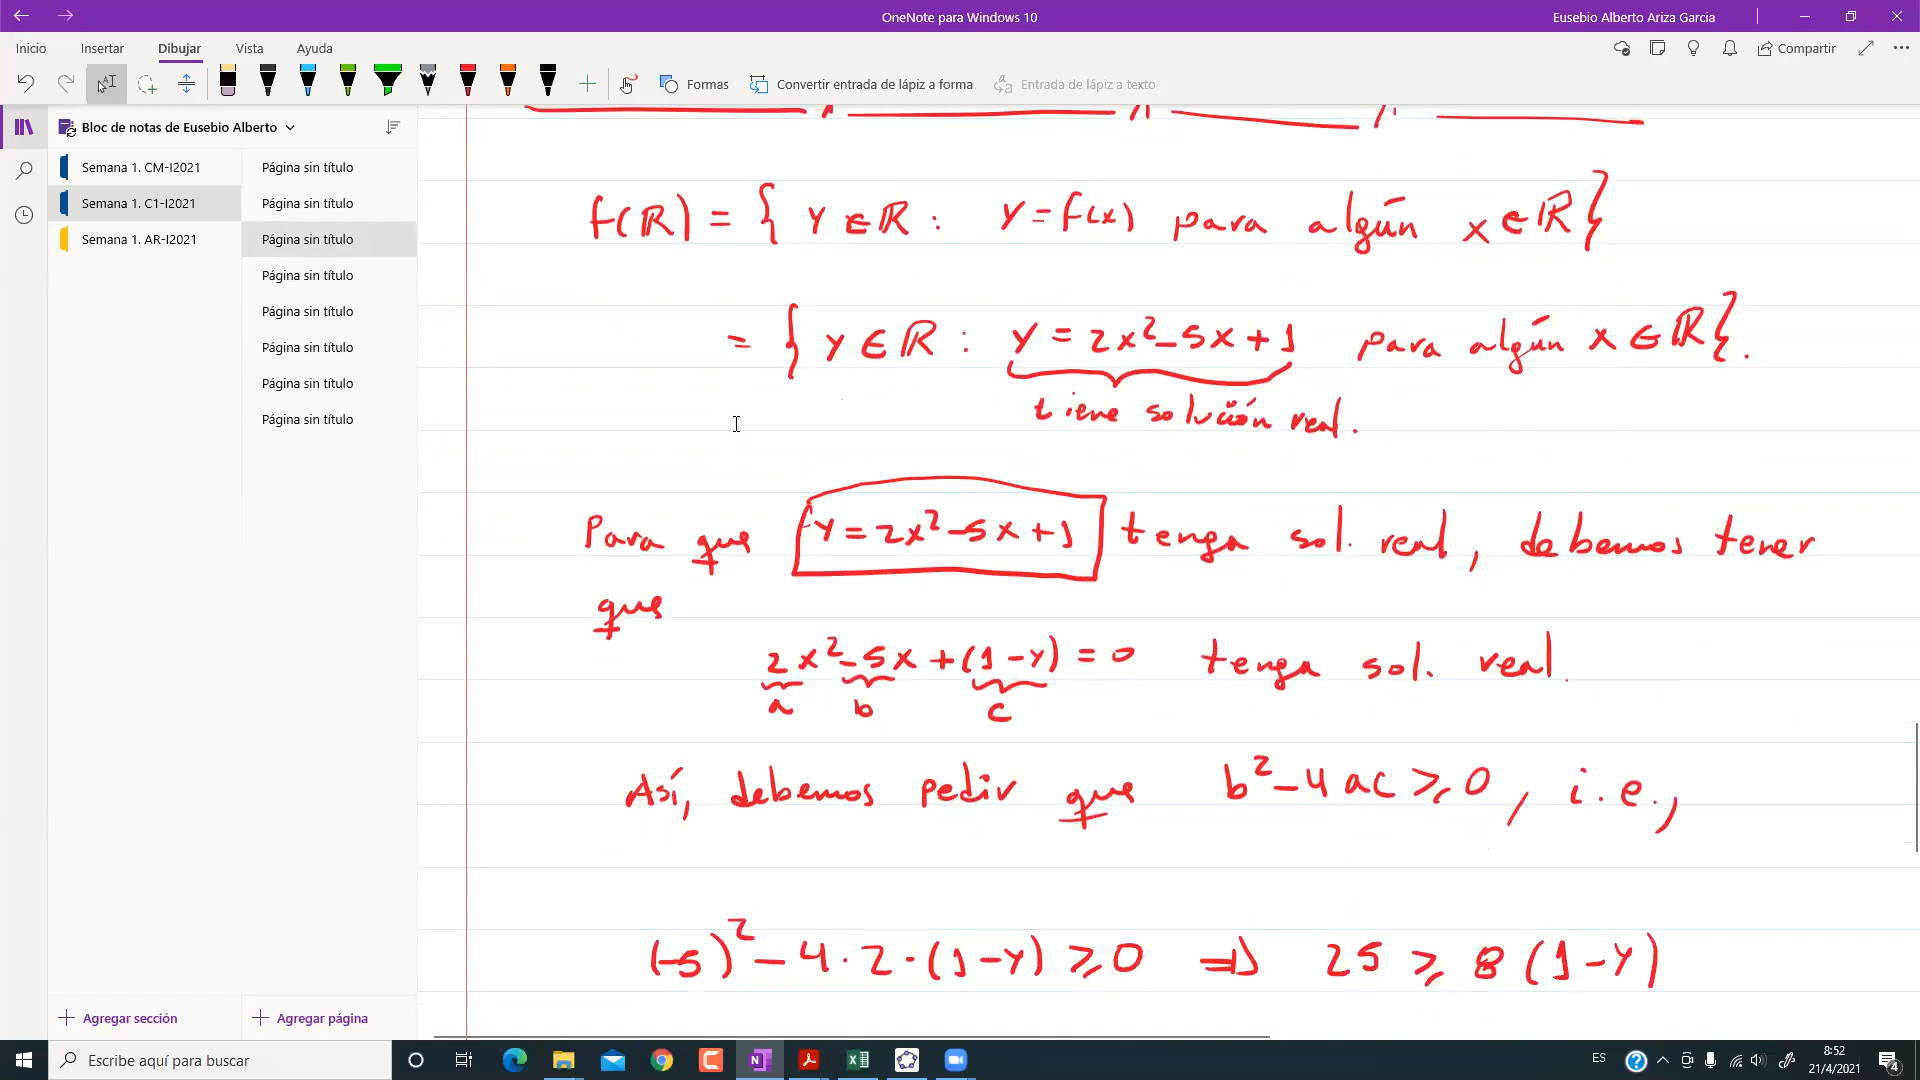 OneNote para Windows 10
Eusebio Alberto Ariza Garcia
Inicio Insertar Dibujar Vista Ayuda
Compartir
Formas
Convertir entrada de lápiz a forma
Entrada de lápiz a texto
Bloc de notas de Eusebio Alberto
Semana 1. CM-I2021
Semana 1. C1-I2021
Semana 1. AR-I2021
Página sin título
Página sin título
Página sin título
Página sin título
Página sin título
Página sin título
Página sin título
Página sin título
f(ℝ) = { y ∈ ℝ : y = f(x) para algún x ∈ ℝ }
= { y ∈ ℝ : y = 2x² - 5x + 1 para algún x ∈ ℝ }.
tiene solución real.
Para que y = 2x² - 5x + 1 tenga sol. real, debemos tener
que
2x² - 5x + (1 - y) = 0 tenga sol. real.
a b c
Así, debemos pedir que b² - 4ac ≥ 0, i.e.,
(-5)² - 4·2·(1 - y) ≥ 0 ⇒ 25 ≥ 8(1 - y)
Agregar sección
Agregar página
Escribe aquí para buscar
ES
8:52
21/4/2021
4